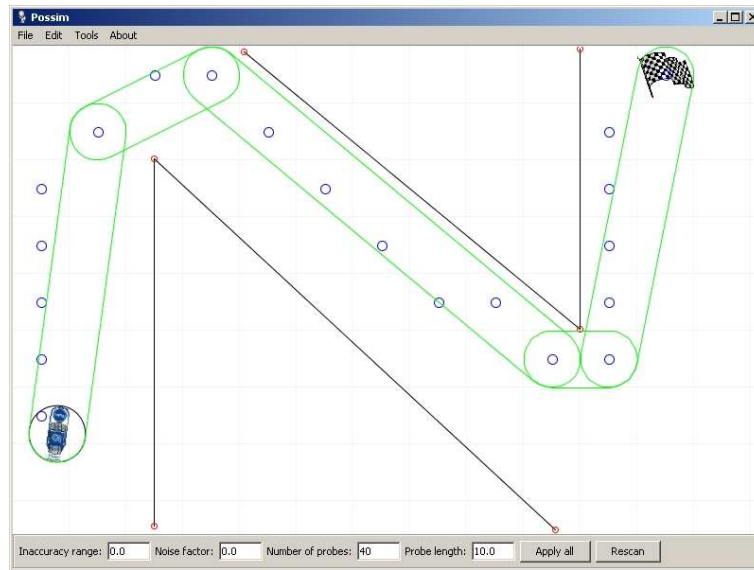 Possim
File Edit Tools About
Inaccuracy range: 0.0 Noise factor: 0.0 Number of probes: 40 Probe length: 10.0 Apply all Rescan